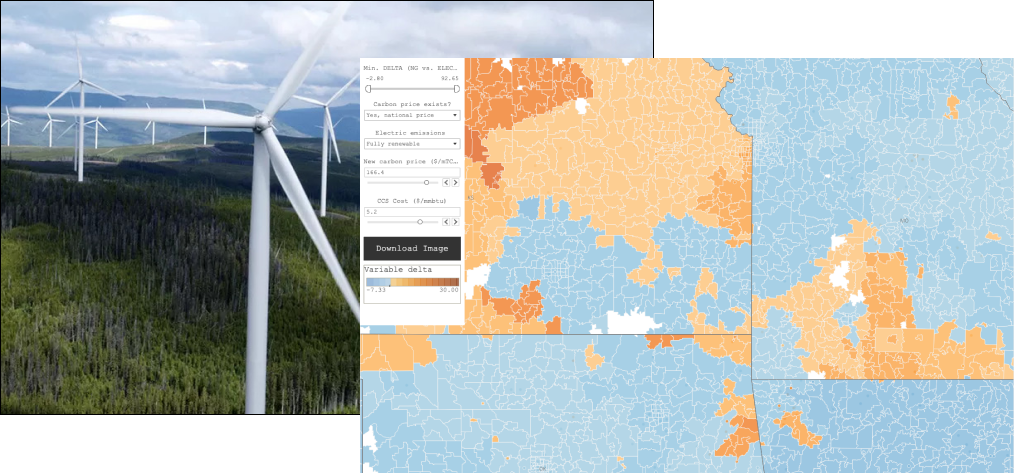 Min. DELTA (NG vs. ELEC…
-2.80 92.65
Carbon price exists?
Yes, national price
Electric emissions
Fully renewable
New carbon price ($/mTC…
166.4
CCS Cost ($/mmbtu)
5.2
Download Image
Variable delta
-7.33 30.00